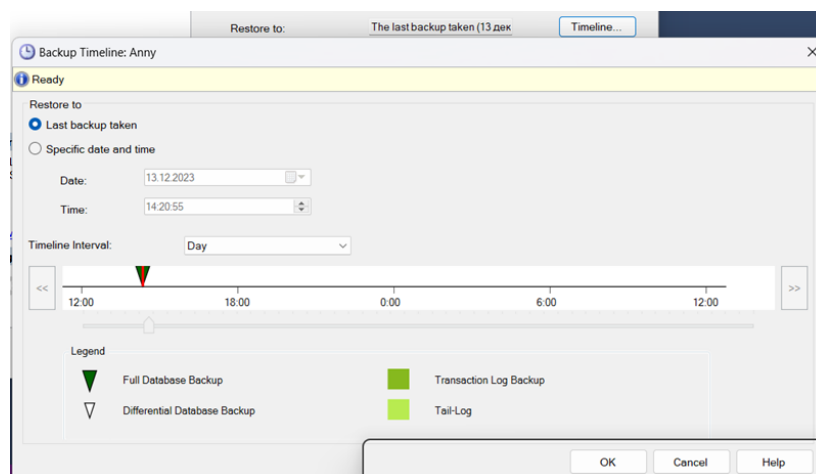 Restore to: The last backup taken (13 дек Timeline...
Backup Timeline: Anny
Ready
Restore to
Last backup taken
Specific date and time
Date: 13.12.2023
Time: 14:20:55
Timeline Interval: Day
<< >>
12:00 18:00 0:00 6:00 12:00
Legend
Full Database Backup Transaction Log Backup
Differential Database Backup Tail-Log
OK Cancel Help